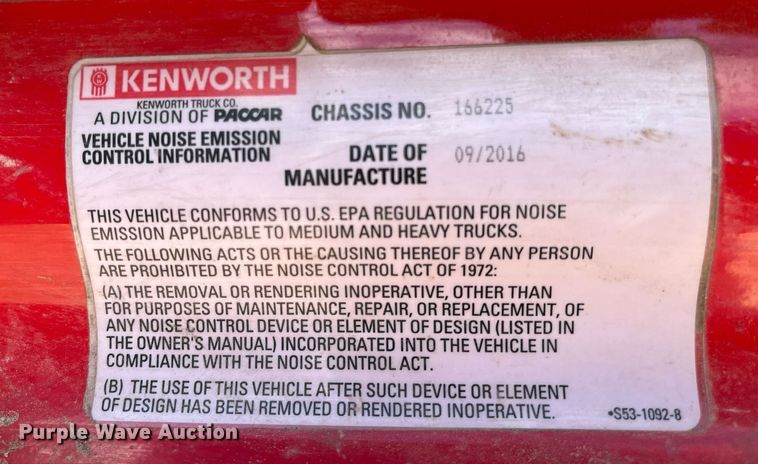 KENWORTH
KENWORTH TRUCK CO.
A DIVISION OF PACCAR
CHASSIS NO. 166225
VEHICLE NOISE EMISSION
CONTROL INFORMATION
DATE OF
MANUFACTURE
09/2016
THIS VEHICLE CONFORMS TO U.S. EPA REGULATION FOR NOISE
EMISSION APPLICABLE TO MEDIUM AND HEAVY TRUCKS.
THE FOLLOWING ACTS OR THE CAUSING THEREOF BY ANY PERSON
ARE PROHIBITED BY THE NOISE CONTROL ACT OF 1972:
(A) THE REMOVAL OR RENDERING INOPERATIVE, OTHER THAN
FOR PURPOSES OF MAINTENANCE, REPAIR, OR REPLACEMENT, OF
ANY NOISE CONTROL DEVICE OR ELEMENT OF DESIGN (LISTED IN
THE OWNER'S MANUAL) INCORPORATED INTO THE VEHICLE IN
COMPLIANCE WITH THE NOISE CONTROL ACT.
(B) THE USE OF THIS VEHICLE AFTER SUCH DEVICE OR ELEMENT
OF DESIGN HAS BEEN REMOVED OR RENDERED INOPERATIVE.
•S53-1092-8
Purple Wave Auction